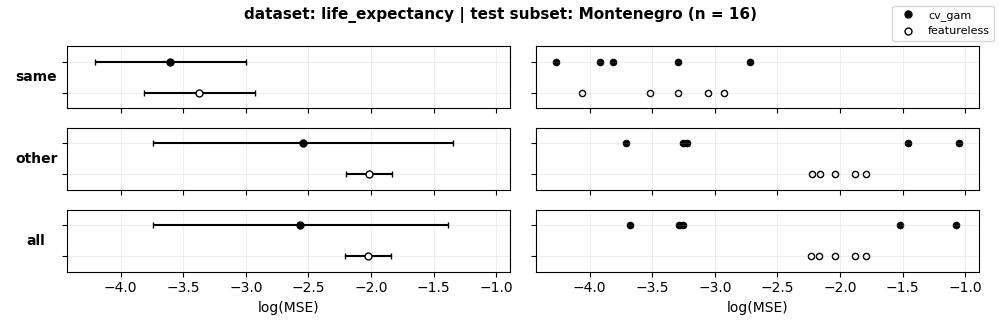 dataset: life_expectancy | test subset: Montenegro (n = 16)
cv_gam
featureless
same
other
all
−4.0 −3.5 −3.0 −2.5 −2.0 −1.5 −1.0
−4.0 −3.5 −3.0 −2.5 −2.0 −1.5 −1.0
log(MSE)
log(MSE)